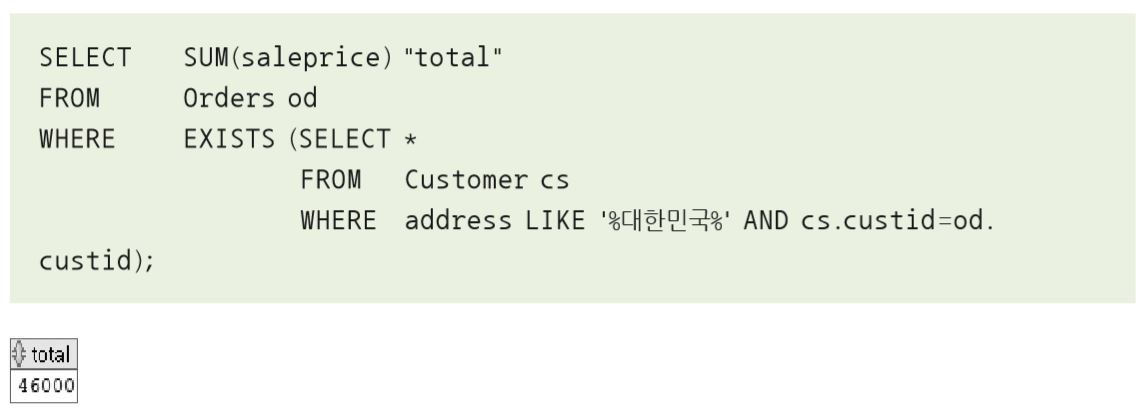 SELECT SUM(saleprice) "total"
FROM Orders od
WHERE EXISTS (SELECT *
FROM Customer cs
WHERE address LIKE '%대한민국%' AND cs.custid=od.
custid);
total
46000